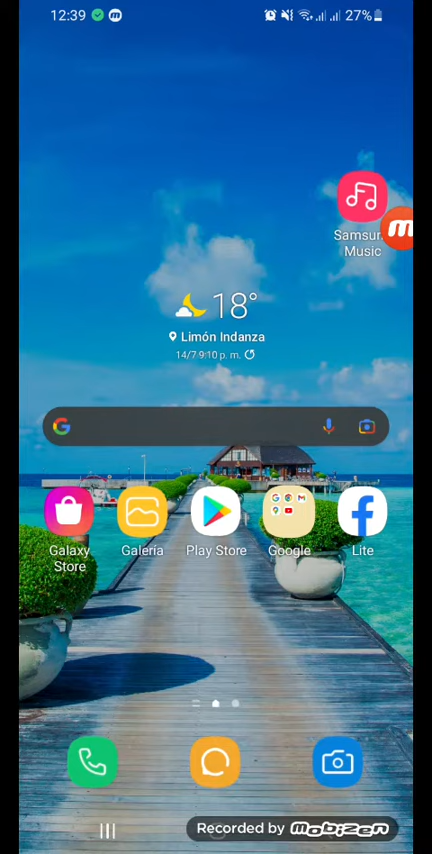 12:39
27%
Samsun
Music
18°
Limón Indanza
14/7 9:10 p. m.
Galaxy
Store
Galería
Play Store
Google
Lite
Recorded by Mobizen